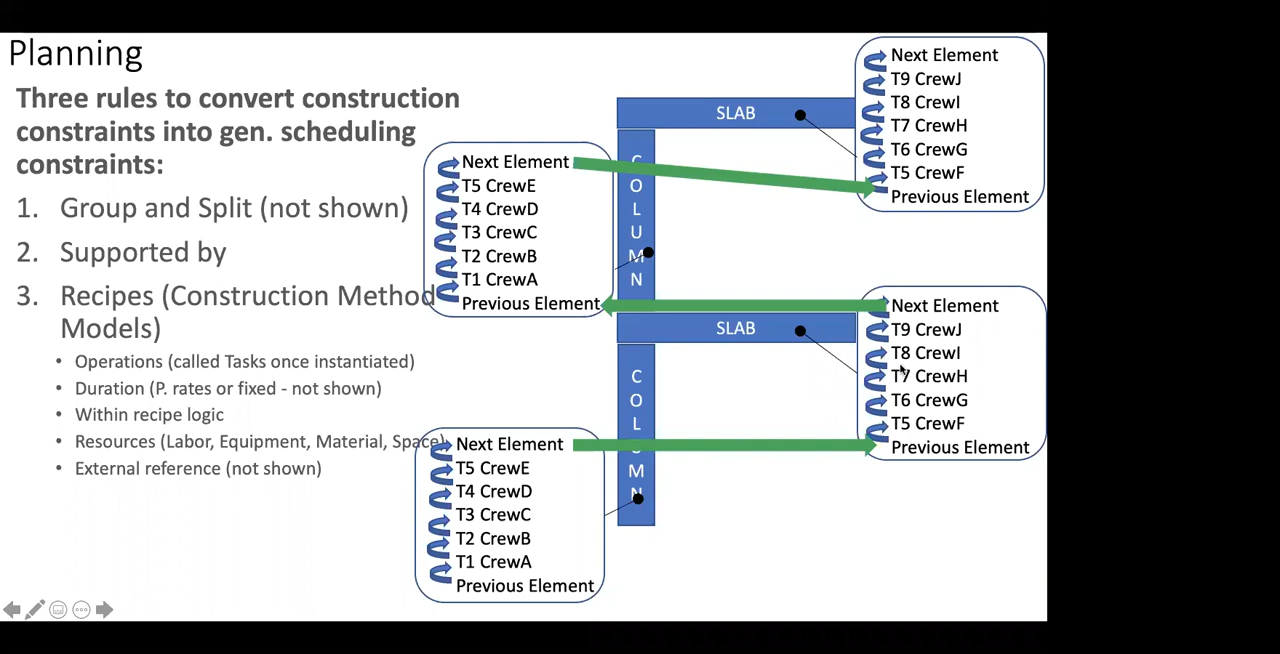 Planning
Three rules to convert construction
constraints into gen. scheduling
constraints:
1. Group and Split (not shown)
2. Supported by
3. Recipes (Construction Method
Models)
• Operations (called Tasks once instantiated)
• Duration (P. rates or fixed - not shown)
• Within recipe logic
• Resources (Labor, Equipment, Material, Space)
• External reference (not shown)
Next Element
T5 CrewE
T4 CrewD
T3 CrewC
T2 CrewB
T1 CrewA
Previous Element
Next Element
T5 CrewE
T4 CrewD
T3 CrewC
T2 CrewB
T1 CrewA
Previous Element
SLAB
C
O
L
U
M
N
SLAB
C
O
L
U
M
N
Next Element
T9 CrewJ
T8 CrewI
T7 CrewH
T6 CrewG
T5 CrewF
Previous Element
Next Element
T9 CrewJ
T8 CrewI
T7 CrewH
T6 CrewG
T5 CrewF
Previous Element